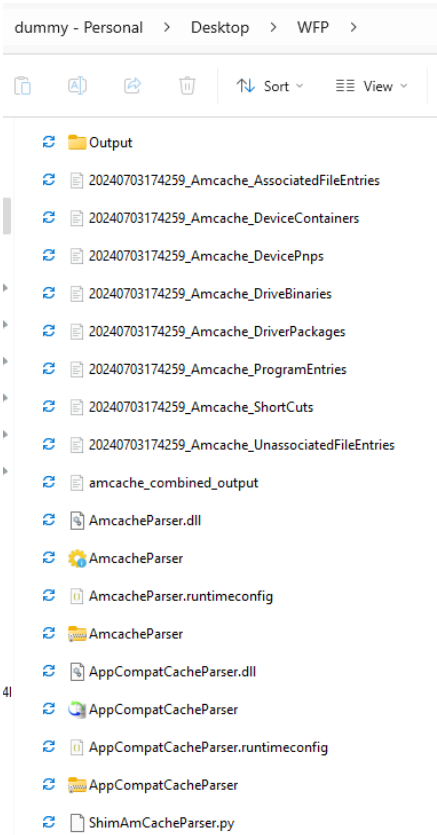 dummy - Personal > Desktop > WFP >
Sort View
Output
20240703174259_Amcache_AssociatedFileEntries
20240703174259_Amcache_DeviceContainers
20240703174259_Amcache_DevicePnps
20240703174259_Amcache_DriveBinaries
20240703174259_Amcache_DriverPackages
20240703174259_Amcache_ProgramEntries
20240703174259_Amcache_ShortCuts
20240703174259_Amcache_UnassociatedFileEntries
amcache_combined_output
AmcacheParser.dll
AmcacheParser
AmcacheParser.runtimeconfig
AmcacheParser
AppCompatCacheParser.dll
4l
AppCompatCacheParser
AppCompatCacheParser.runtimeconfig
AppCompatCacheParser
ShimAmCacheParser.py